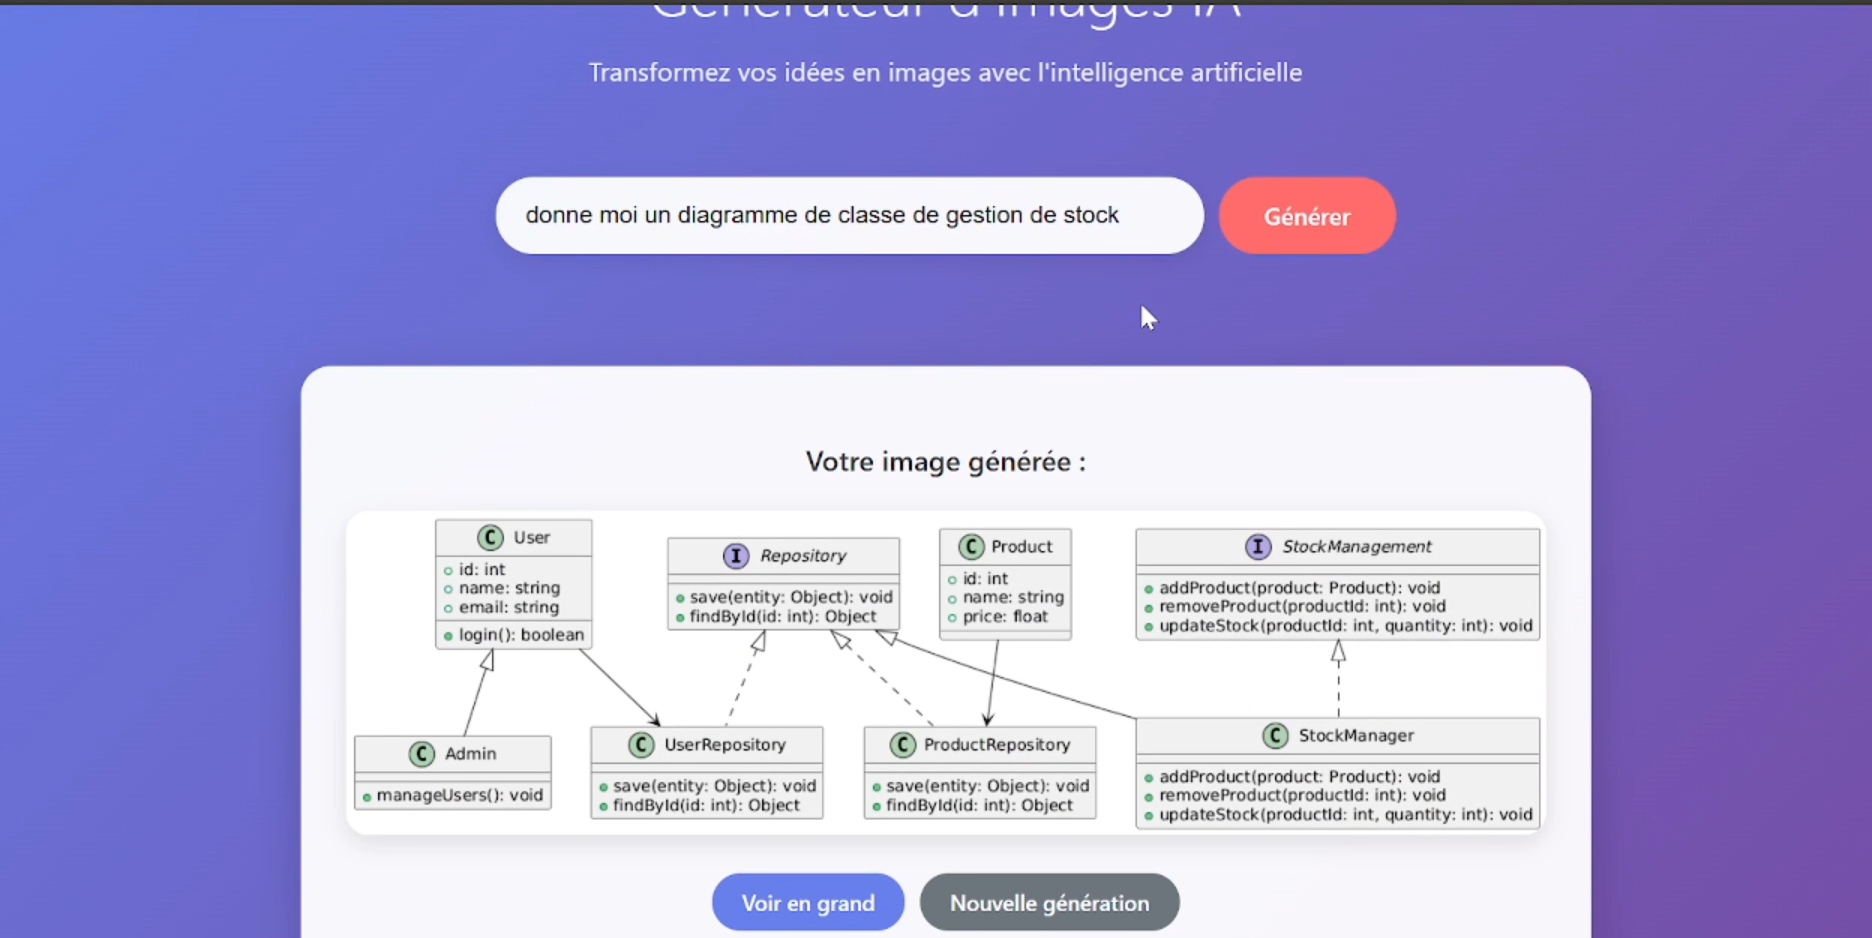 Générateur d'images IA
Transformez vos idées en images avec l'intelligence artificielle
donne moi un diagramme de classe de gestion de stock
Générer
Votre image générée :
C User
id: int
name: string
email: string
login(): boolean
I Repository
save(entity: Object): void
findById(id: int): Object
C Product
id: int
name: string
price: float
I StockManagement
addProduct(product: Product): void
removeProduct(productId: int): void
updateStock(productId: int, quantity: int): void
C Admin
manageUsers(): void
C UserRepository
save(entity: Object): void
findById(id: int): Object
C ProductRepository
save(entity: Object): void
findById(id: int): Object
C StockManager
addProduct(product: Product): void
removeProduct(productId: int): void
updateStock(productId: int, quantity: int): void
Voir en grand
Nouvelle génération